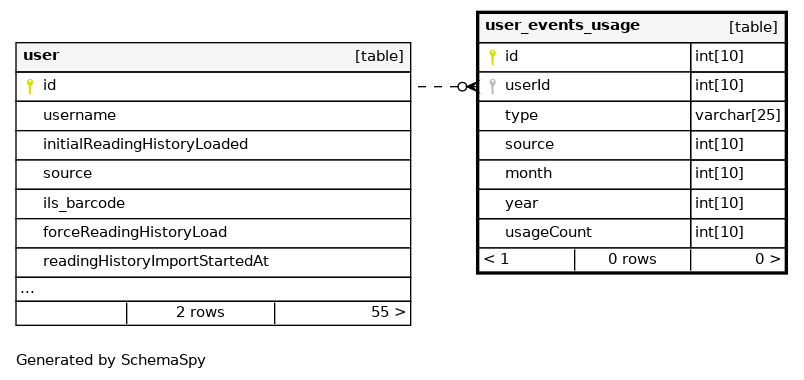 user [table]
id
username
initialReadingHistoryLoaded
source
ils_barcode
forceReadingHistoryLoad
readingHistoryImportStartedAt
...
2 rows 55 >
user_events_usage [table]
id int[10]
userId int[10]
type varchar[25]
source int[10]
month int[10]
year int[10]
usageCount int[10]
< 1 0 rows 0 >
Generated by SchemaSpy